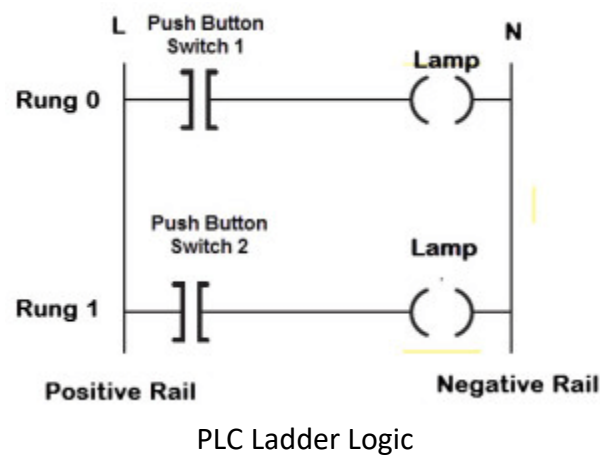 L
Push Button
Switch 1
N
Lamp
Rung 0
Push Button
Switch 2
Lamp
Rung 1
Positive Rail
Negative Rail
PLC Ladder Logic